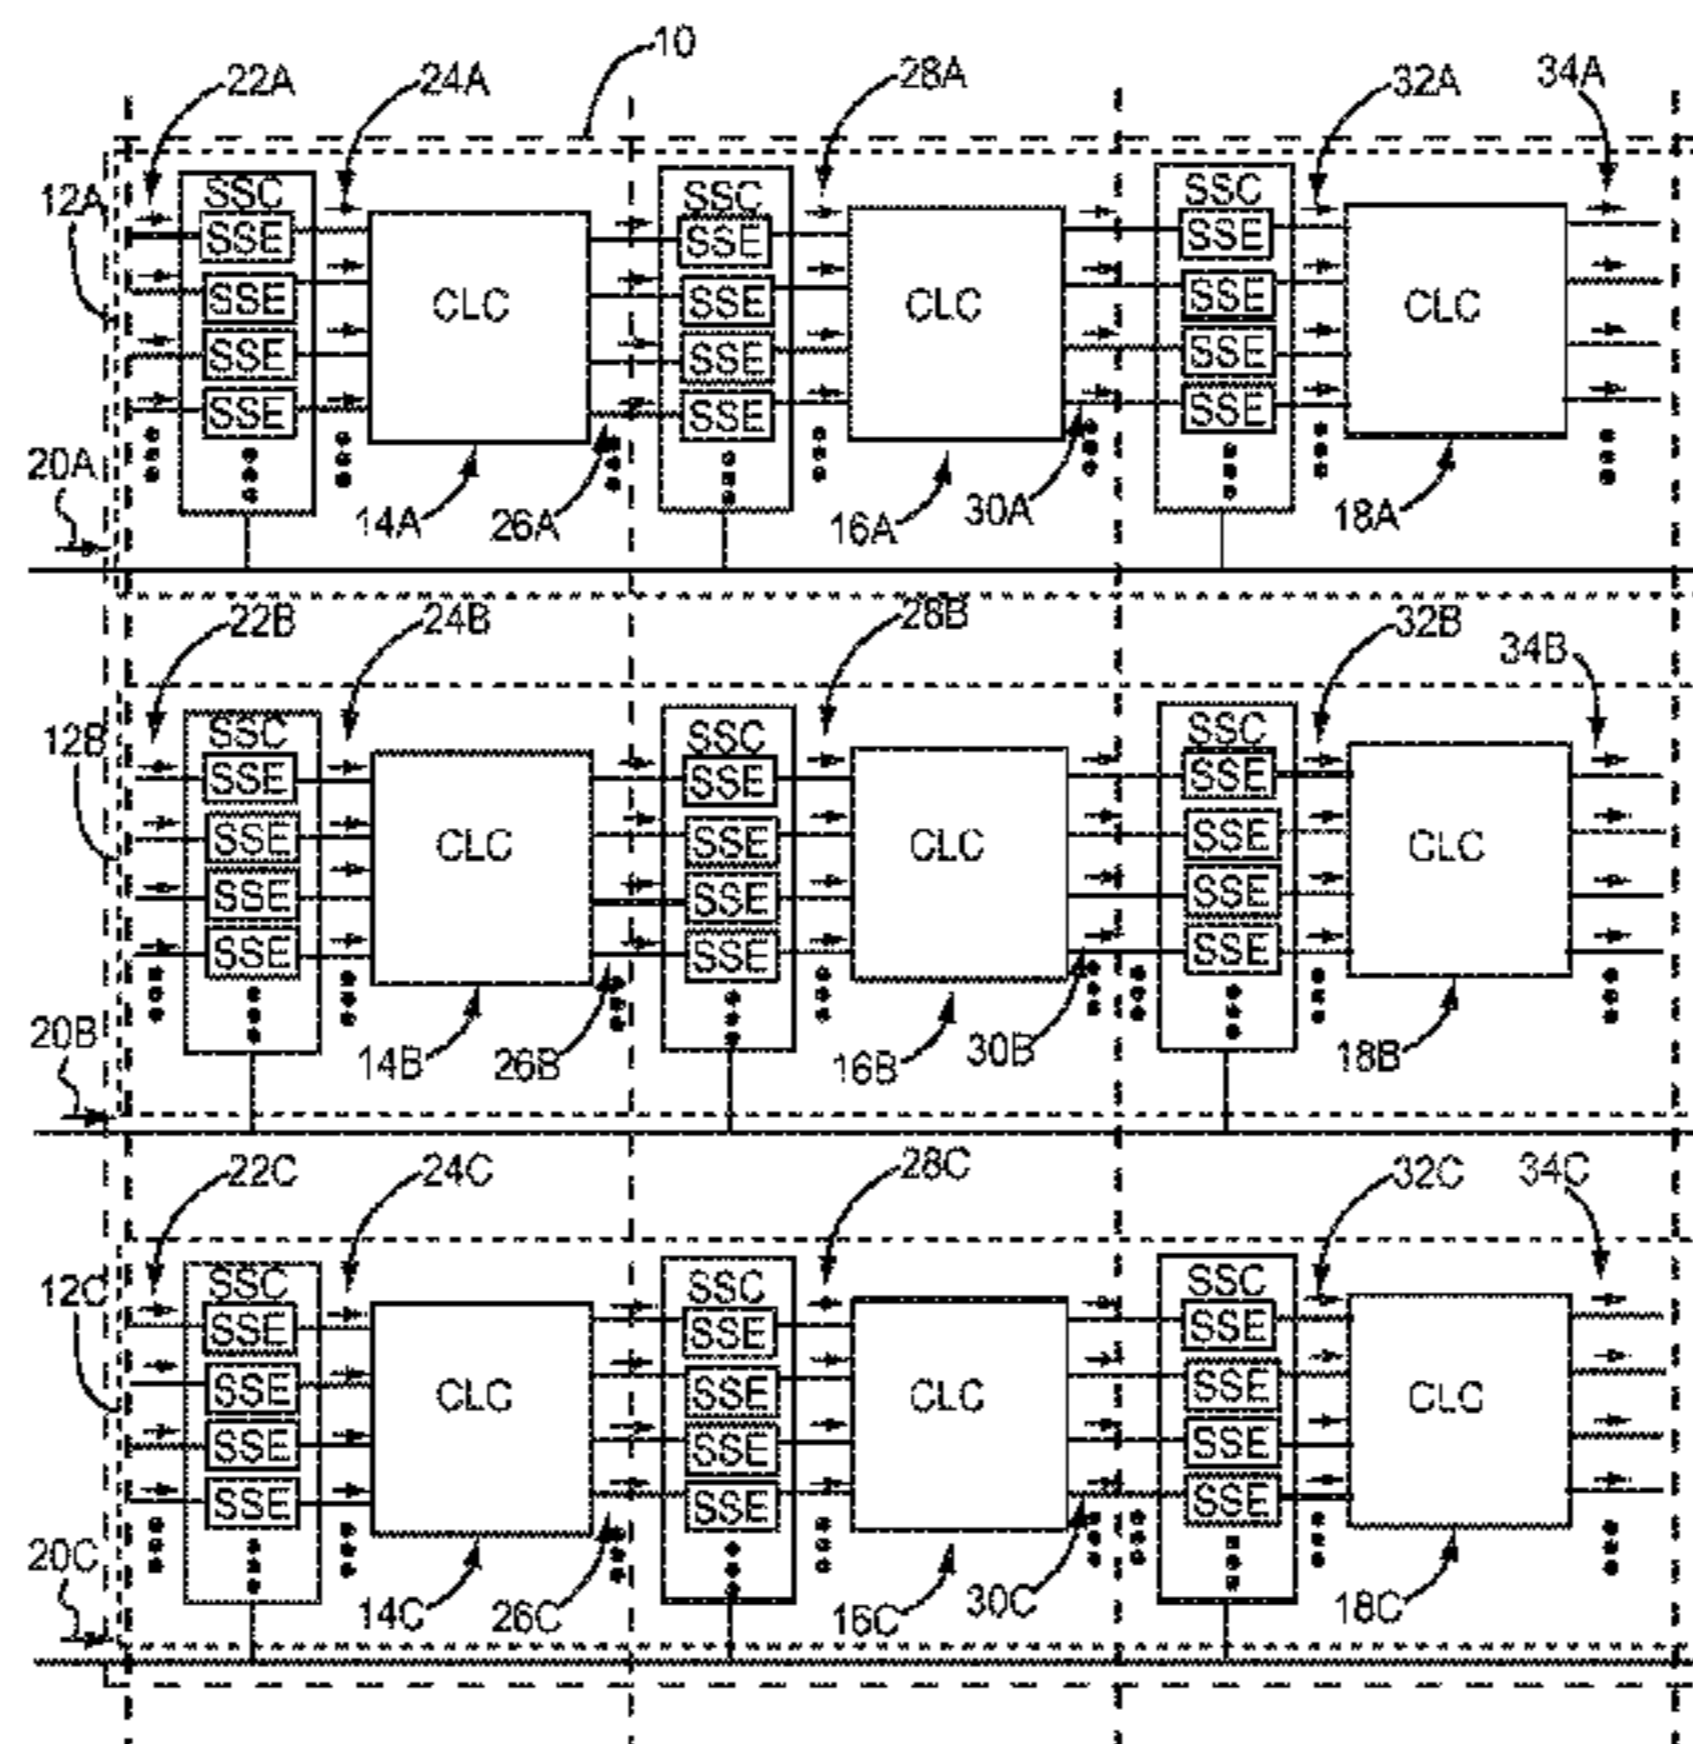 10
22A 24A 28A 32A 34A
12A SSC SSC SSC
SSE SSE SSE
SSE CLC SSE CLC SSE CLC
SSE SSE SSE
SSE SSE SSE
20A 14A 26A 16A 30A 18A
22B 24B 28B 32B 34B
12B SSC SSC SSC
SSE SSE SSE
SSE CLC SSE CLC SSE CLC
SSE SSE SSE
SSE SSE SSE
20B 14B 26B 16B 30B 18B
22C 24C 28C 32C 34C
12C SSC SSC SSC
SSE SSE SSE
SSE CLC SSE CLC SSE CLC
SSE SSE SSE
SSE SSE SSE
20C 14C 26C 16C 30C 18C